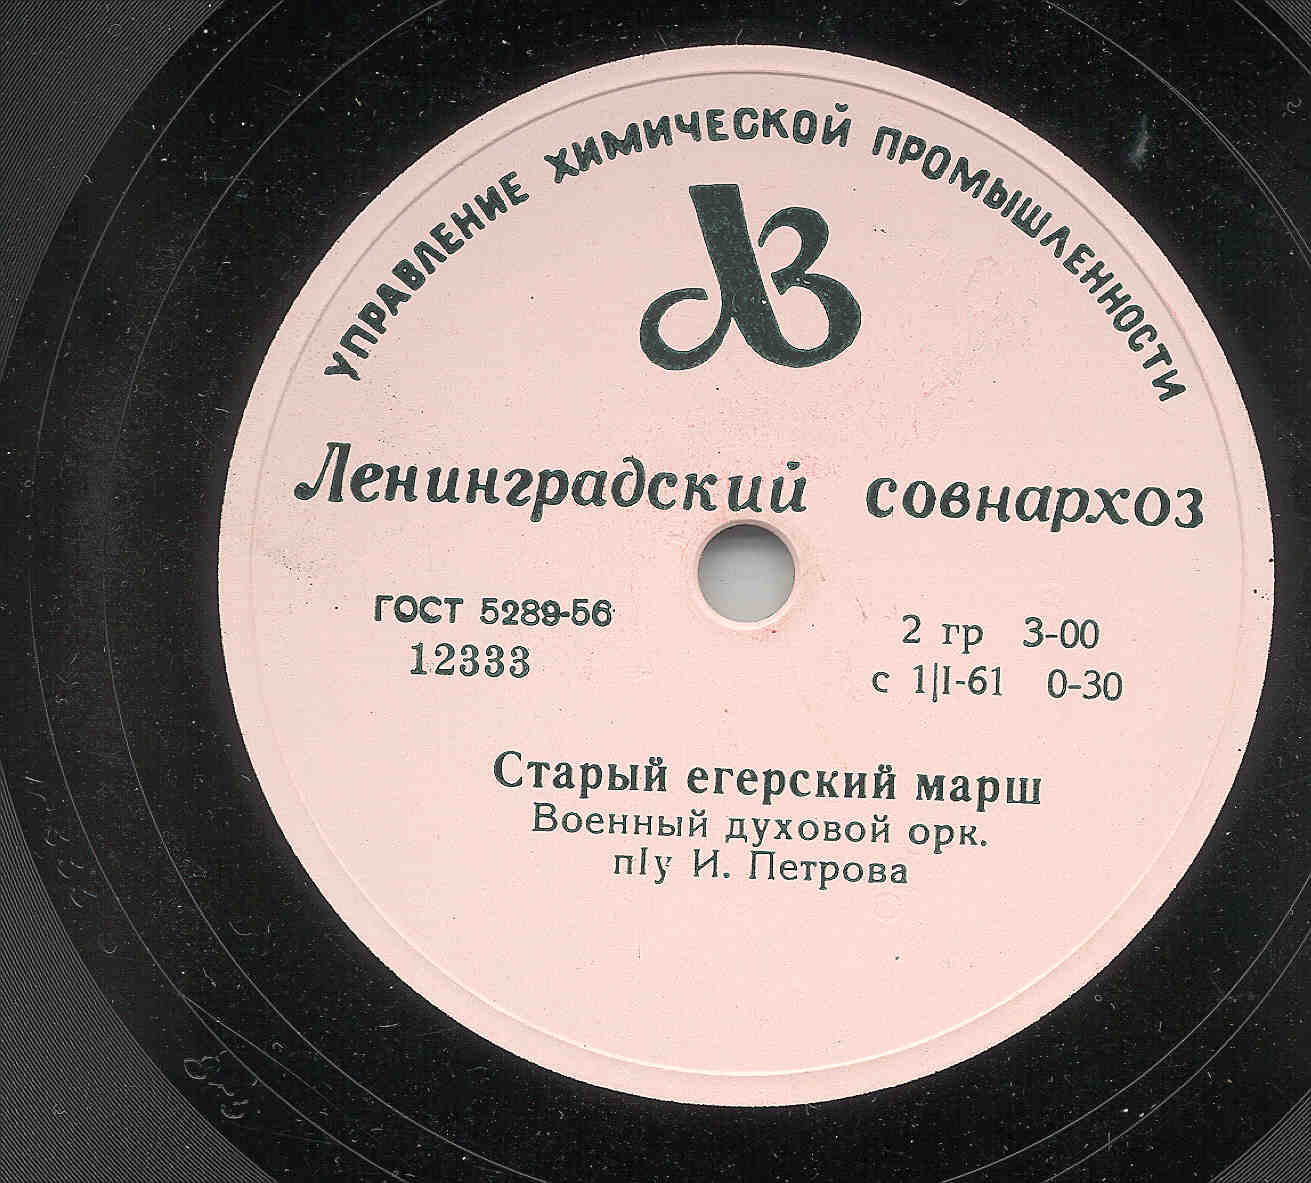 УПРАВЛЕНИЕ ХИМИЧЕСКОЙ ПРОМЫШЛЕННОСТИ
ЛЗ
Ленинградский совнархоз
ГОСТ 5289-56
12333
2 гр 3-00
с 1|I-61 0-30
Старый егерский марш
Военный духовой орк.
п|у И. Петрова